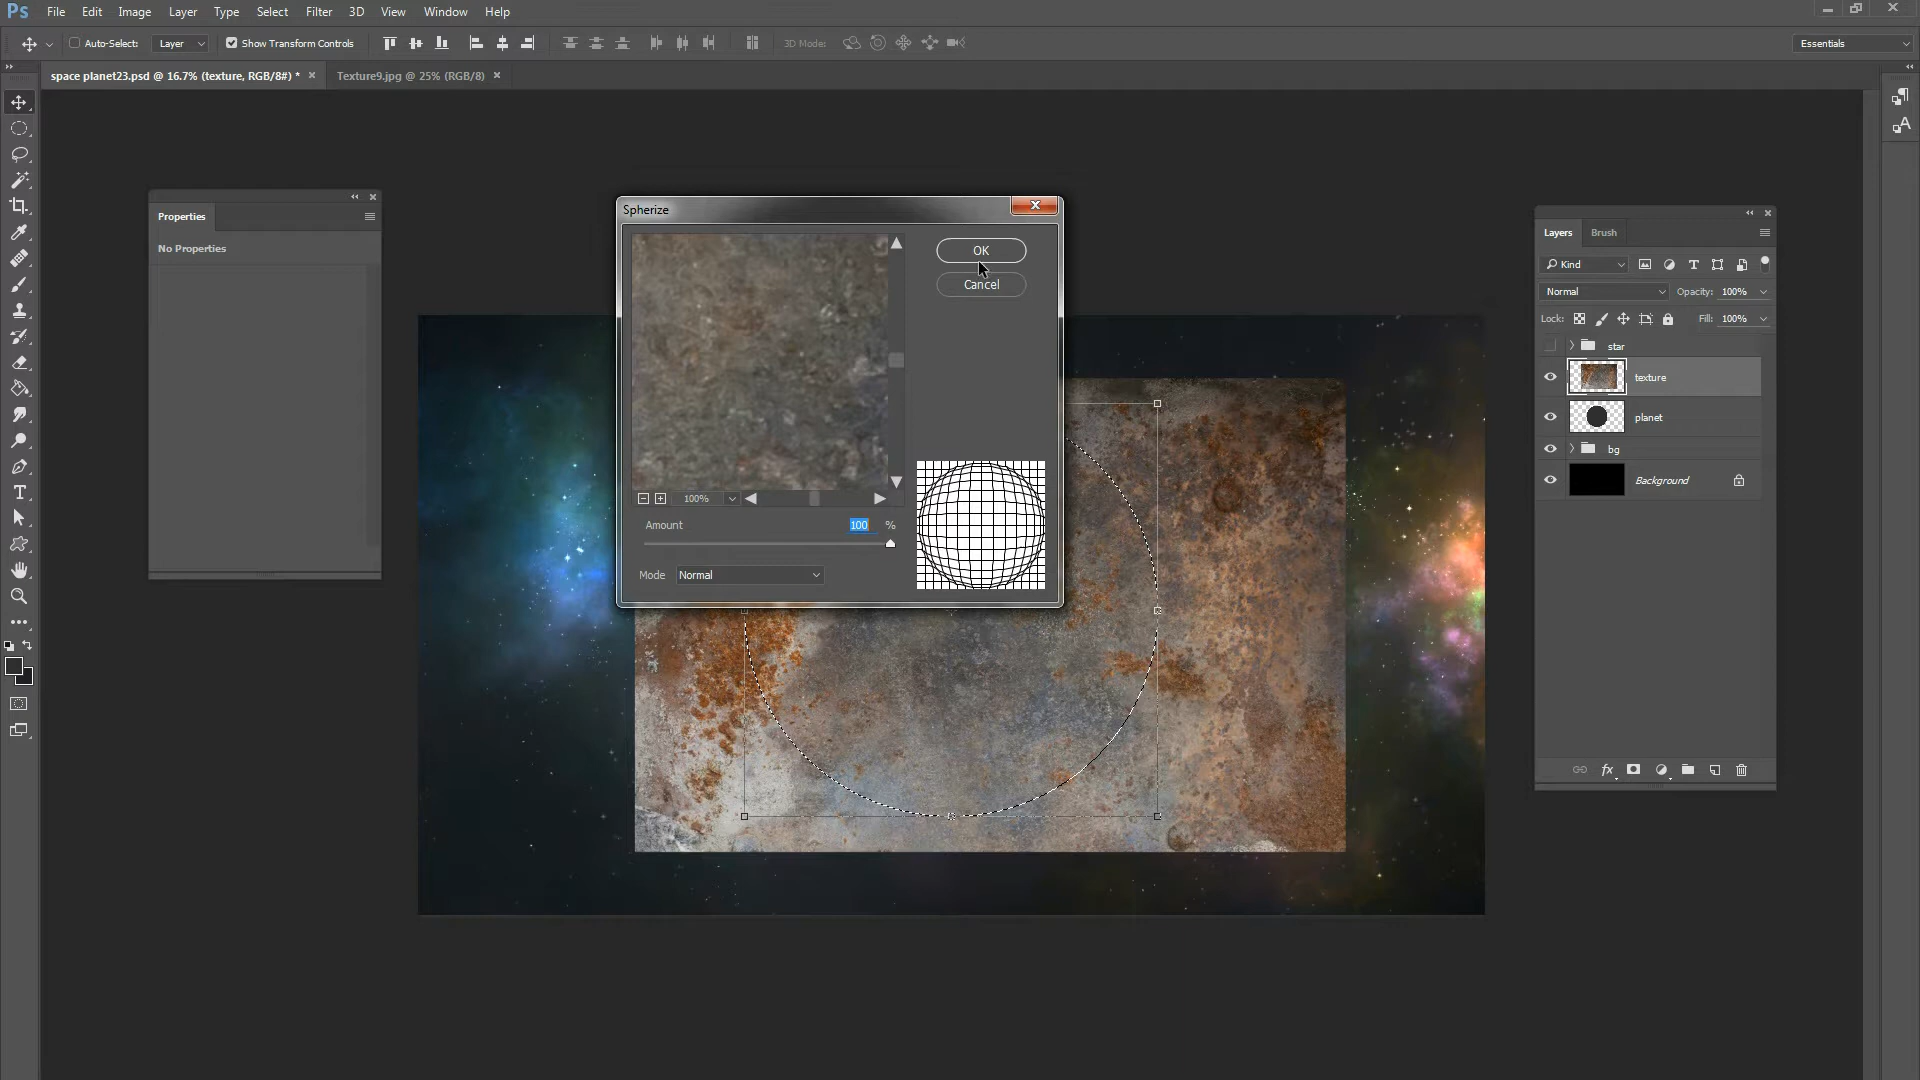 Ps File Edit Image Layer Type Select Filter 3D View Window Help
Auto-Select: Layer Show Transform Controls 3D Mode: Essentials
space planet23.psd @ 16.7% (texture, RGB/8#) * × Texture9.jpg @ 25% (RGB/8) ×
Properties
No Properties
Spherize
OK
Cancel
100%
Amount 100 %
Mode Normal
Layers Brush
Kind
Normal Opacity: 100%
Lock: Fill: 100%
star
texture
planet
bg
Background
fx